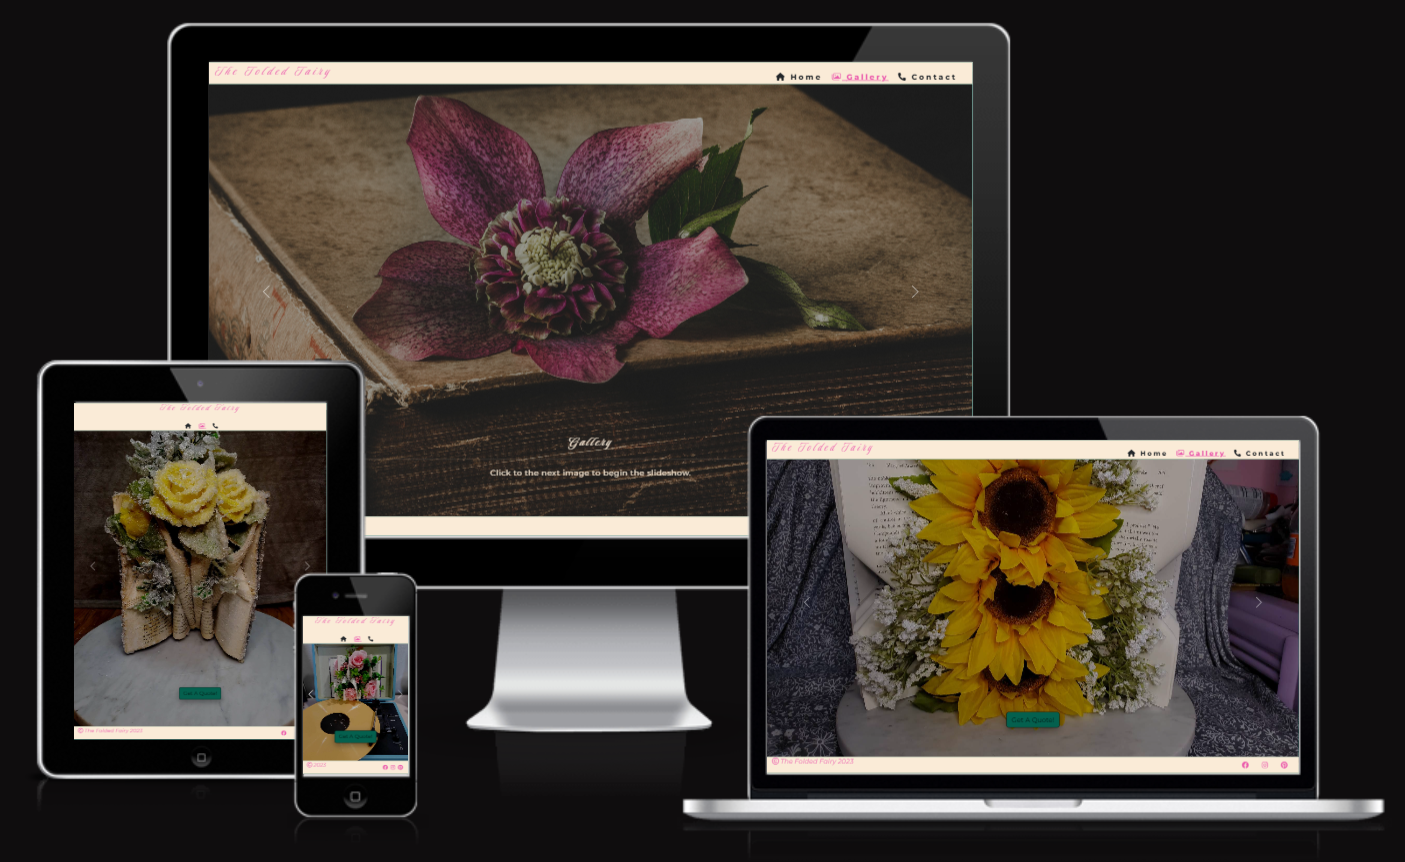 The Folded Fairy
Home Gallery Contact
Gallery
Click to the next image to begin the slideshow.
The Folded Fairy
Get A Quote!
© The Folded Fairy 2023
The Folded Fairy
Get A Quote!
© 2023
The Folded Fairy
Home Gallery Contact
Get A Quote!
© The Folded Fairy 2023